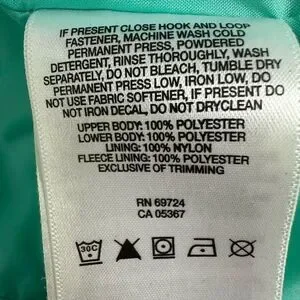 IF PRESENT CLOSE HOOK AND LOOP
FASTENER, MACHINE WASH COLD
PERMANENT PRESS, POWDERED
DETERGENT, RINSE THOROUGHLY, WASH
SEPARATELY, DO NOT BLEACH, TUMBLE DRY
PERMANENT PRESS LOW, IRON LOW, DO
NOT USE FABRIC SOFTENER, IF PRESENT DO
NOT IRON DECAL, DO NOT DRYCLEAN
UPPER BODY: 100% POLYESTER
LOWER BODY: 100% POLYESTER
LINING: 100% NYLON
FLEECE LINING: 100% POLYESTER
EXCLUSIVE OF TRIMMING
RN 69724
CA 05367
30C